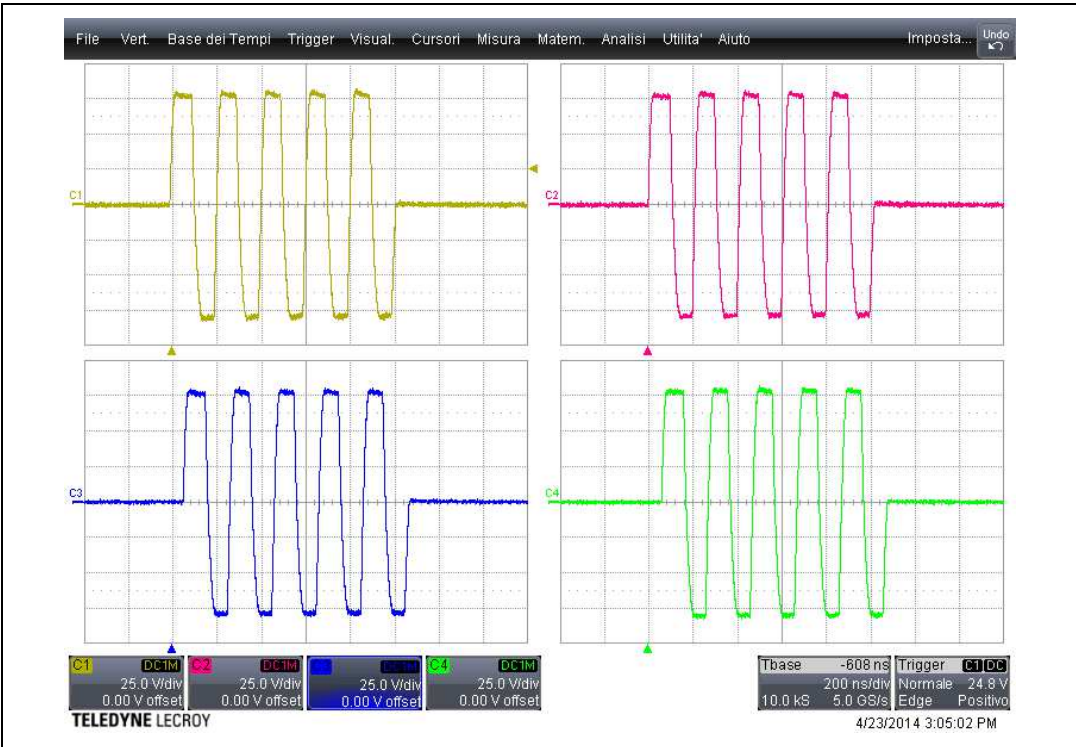 File Vert. Base dei Tempi Trigger Visual. Cursori Misura Matem. Analisi Utilita' Aiuto Imposta... Undo
C1
C2
C3
C4
C1 DC1M
25.0 V/div
0.00 V offset
C2 DC1M
25.0 V/div
0.00 V offset
DC1M
25.0 V/div
0.00 V offset
C4 DC1M
25.0 V/div
0.00 V offset
Tbase -608 ns
200 ns/div
10.0 kS 5.0 GS/s
Trigger C1 DC
Normale 24.8 V
Edge Positivo
TELEDYNE LECROY
4/23/2014 3:05:02 PM